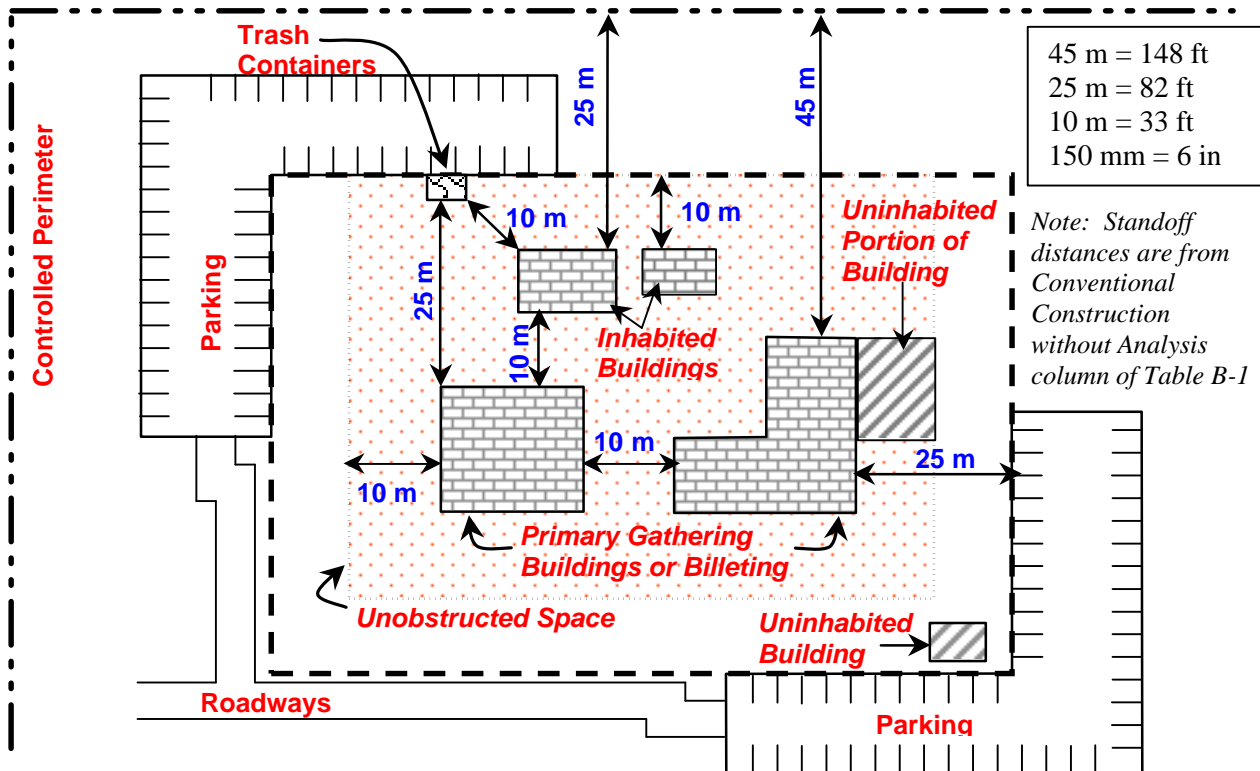 Trash
Containers
25 m
45 m
45 m = 148 ft
25 m = 82 ft
10 m = 33 ft
150 mm = 6 in
Controlled Perimeter
Parking
10 m
10 m
Uninhabited
Portion of
Building
Note: Standoff
distances are from
Conventional
Construction
without Analysis
column of Table B-1
25 m
10 m
Inhabited
Buildings
10 m
10 m
25 m
Primary Gathering
Buildings or Billeting
Unobstructed Space
Uninhabited
Building
Roadways
Parking